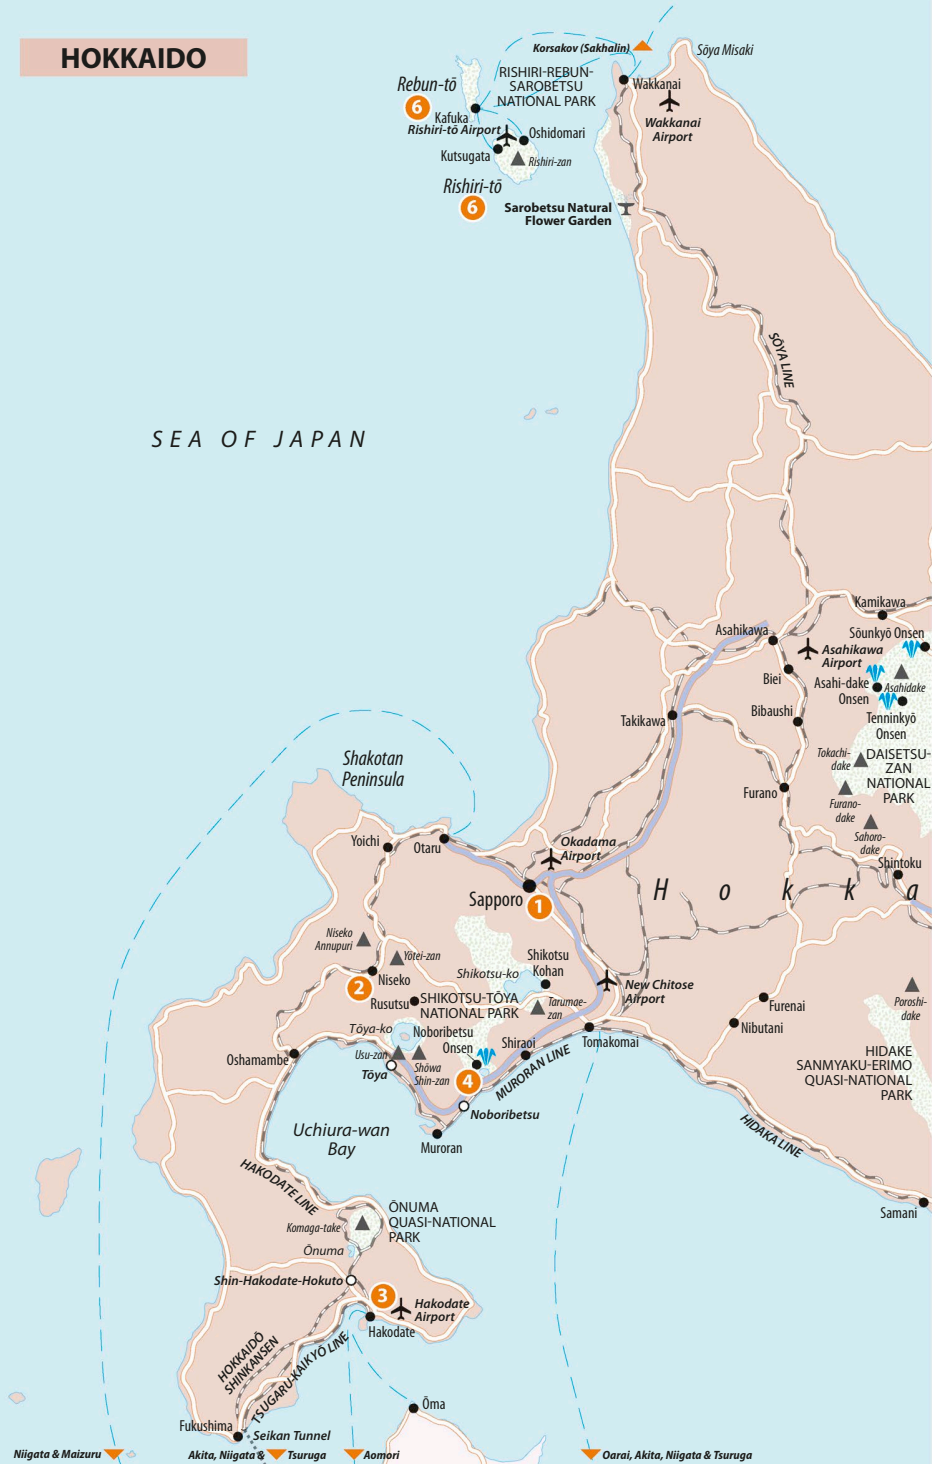 HOKKAIDO
Korsakov (Sakhalin)
Sōya Misaki
Rebun-tō
6
RISHIRI-REBUN-
SAROBETSU
NATIONAL PARK
Wakkanai
Kafuka
Rishiri-tō Airport
Oshidomari
Wakkanai
Airport
Kutsugata
Rishiri-zan
Rishiri-tō
6
Sarobetsu Natural
Flower Garden
SŌYA LINE
SEA OF JAPAN
Kamikawa
Asahikawa
Sōunkyō Onsen
Asahikawa
Airport
Biei
Asahi-dake
Onsen
Asahidake
Bibaushi
Takikawa
Tenninkyō
Onsen
Tokachi-
dake
DAISETSU-
ZAN
NATIONAL
PARK
Shakotan
Peninsula
Furano
Furano-
dake
Sahoro-
dake
Yoichi
Otaru
Okadama
Airport
Shintoku
Sapporo
1
Hokka
Niseko
Annupuri
Yōtei-zan
Shikotsu-ko
Shikotsu
Kohan
Niseko
2
Rusutsu
SHIKOTSU-TŌYA
NATIONAL PARK
New Chitose
Airport
Tarumae-
zan
Furenai
Poroshi-
dake
Nibutani
Tōya-ko
Noboribetsu
Onsen
Shiraoi
Tomakomai
Oshamambe
Usu-zan
Shōwa
Shin-zan
Tōya
4
MURORAN LINE
HIDAKE
SANMYAKU-ERIMO
QUASI-NATIONAL
PARK
Noboribetsu
Uchiura-wan
Bay
Muroran
HIDAKA LINE
HAKODATE LINE
Samani
ŌNUMA
QUASI-NATIONAL
PARK
Komaga-take
Ōnuma
Shin-Hakodate-Hokuto
3
Hakodate
Airport
Hakodate
HOKKAIDŌ
SHINKANSEN
TSUGARU-KAIKYŌ LINE
Ōma
Fukushima
Seikan Tunnel
Niigata & Maizuru
Akita, Niigata & Tsuruga
Aomori
Oarai, Akita, Niigata & Tsuruga